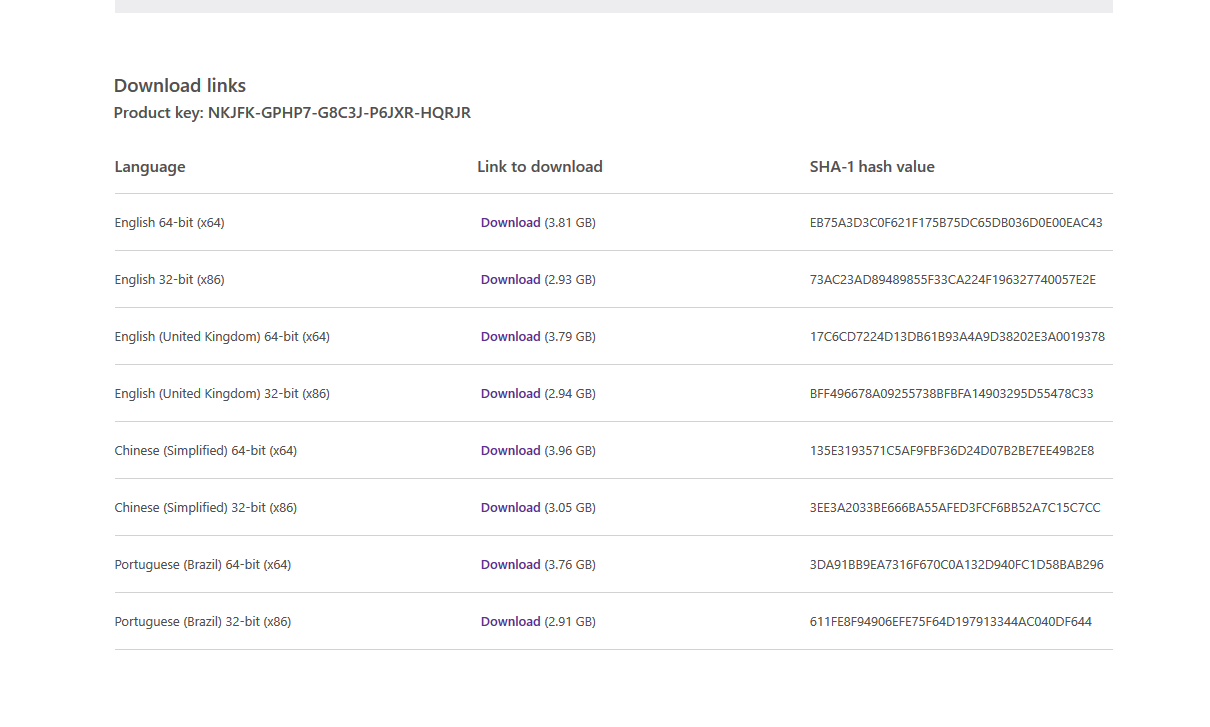 Download links
Product key: NKJFK-GPHP7-G8C3J-P6JXR-HQRJR
Language Link to download SHA-1 hash value
English 64-bit (x64) Download (3.81 GB) EB75A3D3C0F621F175B75DC65DB036D0E00EAC43
English 32-bit (x86) Download (2.93 GB) 73AC23AD89489855F33CA224F196327740057E2E
English (United Kingdom) 64-bit (x64) Download (3.79 GB) 17C6CD7224D13DB61B93A4A9D38202E3A0019378
English (United Kingdom) 32-bit (x86) Download (2.94 GB) BFF496678A09255738BFBFA14903295D55478C33
Chinese (Simplified) 64-bit (x64) Download (3.96 GB) 135E3193571C5AF9FBF36D24D07B2BE7EE49B2E8
Chinese (Simplified) 32-bit (x86) Download (3.05 GB) 3EE3A2033BE666BA55AFED3FCF6BB52A7C15C7CC
Portuguese (Brazil) 64-bit (x64) Download (3.76 GB) 3DA91BB9EA7316F670C0A132D940FC1D58BAB296
Portuguese (Brazil) 32-bit (x86) Download (2.91 GB) 611FE8F94906EFE75F64D197913344AC040DF644